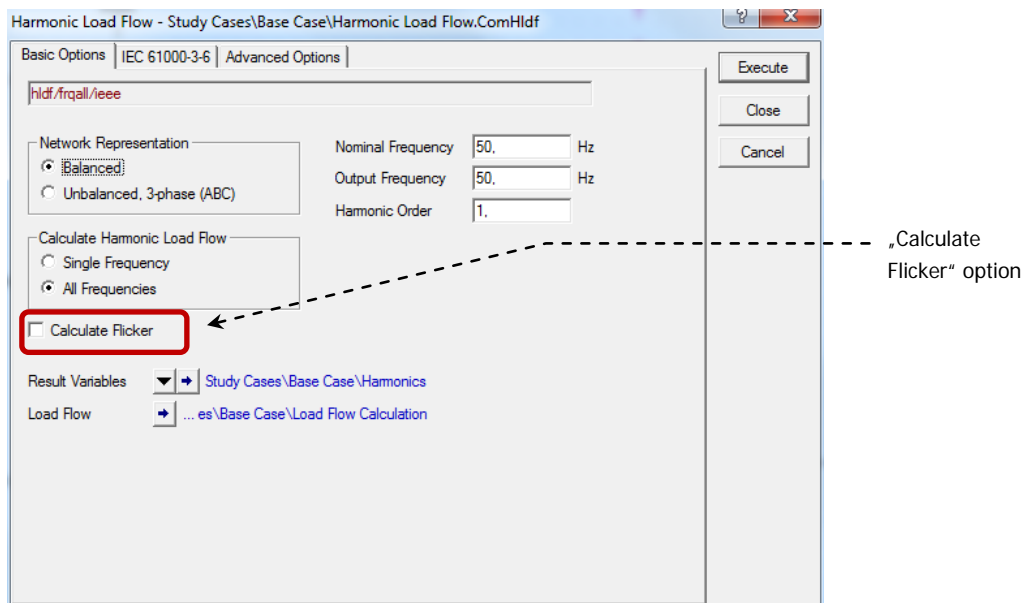 Harmonic Load Flow - Study Cases\Base Case\Harmonic Load Flow.ComHldf
? X
Basic Options IEC 61000-3-6 Advanced Options
Execute
hldf/frqall/ieee
Close
Network Representation
Nominal Frequency 50, Hz
Cancel
Balanced
Output Frequency 50, Hz
Unbalanced, 3-phase (ABC)
Harmonic Order 1,
Calculate Harmonic Load Flow
Single Frequency
All Frequencies
„Calculate
Flicker“ option
Calculate Flicker
Result Variables Study Cases\Base Case\Harmonics
Load Flow ... es\Base Case\Load Flow Calculation